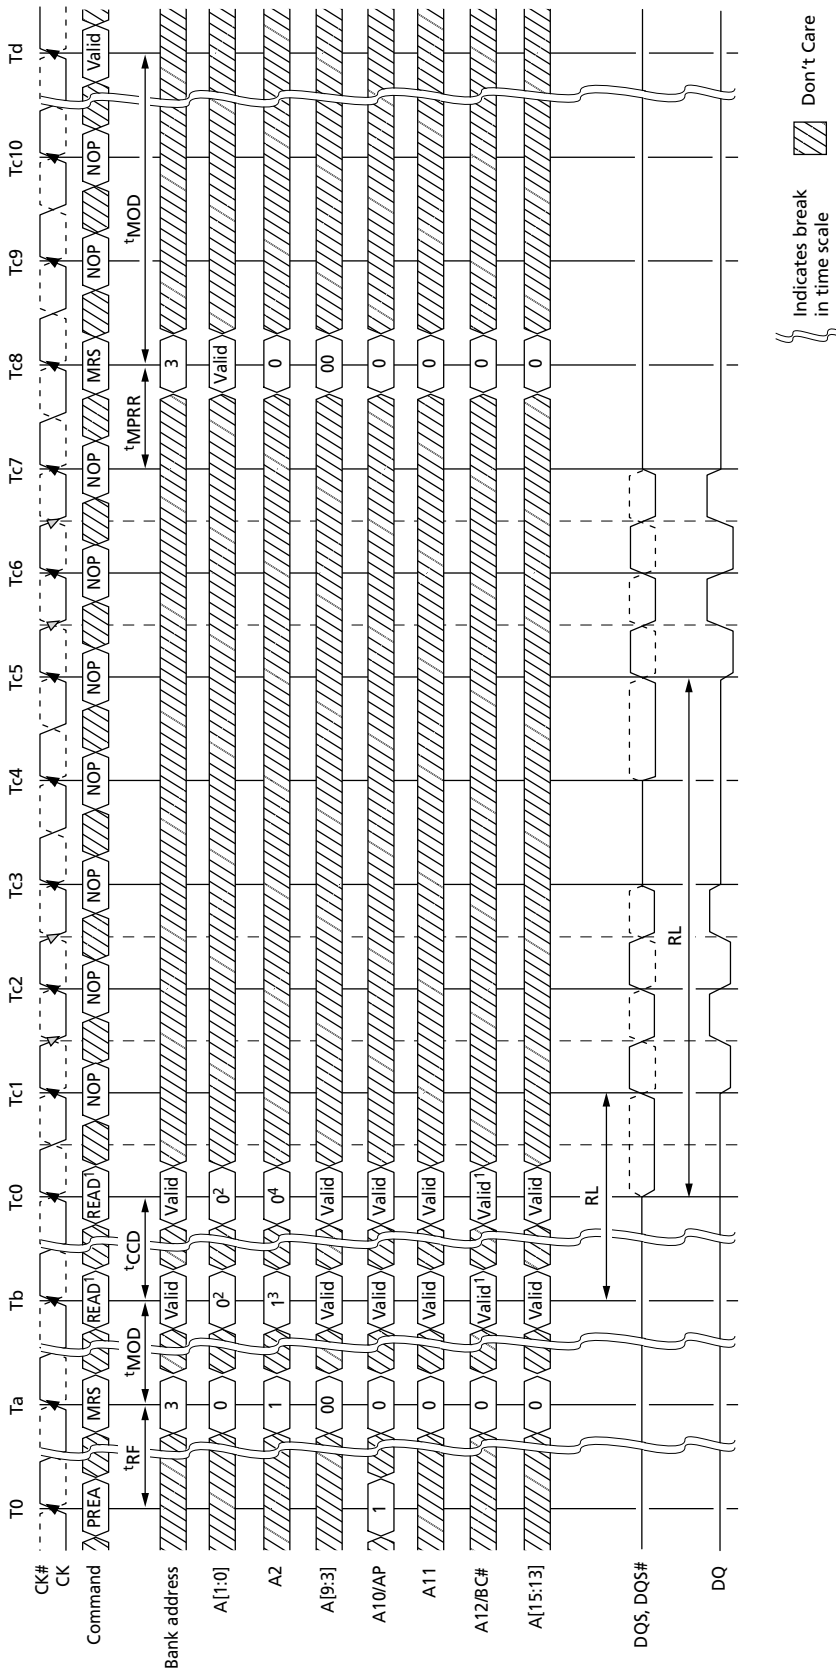 T0 Ta Tb Tc0 Tc1 Tc2 Tc3 Tc4 Tc5 Tc6 Tc7 Tc8 Tc9 Tc10 Td
CK#
CK
Command PREA MRS READ¹ READ¹ NOP NOP NOP NOP NOP NOP NOP MRS NOP NOP Valid
tRF tMOD tCCD tMPRR tMOD
Bank address 3 Valid Valid 3
A[1:0] 0 0² 0² Valid
A2 1 1³ 0⁴ 0
A[9:3] 00 Valid Valid 00
A10/AP 1 0 Valid Valid 0
A11 0 Valid Valid 0
A12/BC# 0 Valid¹ Valid¹ 0
A[15:13] 0 Valid Valid 0
RL
DQS, DQS#
RL
DQ
Indicates break
in time scale
Don't Care